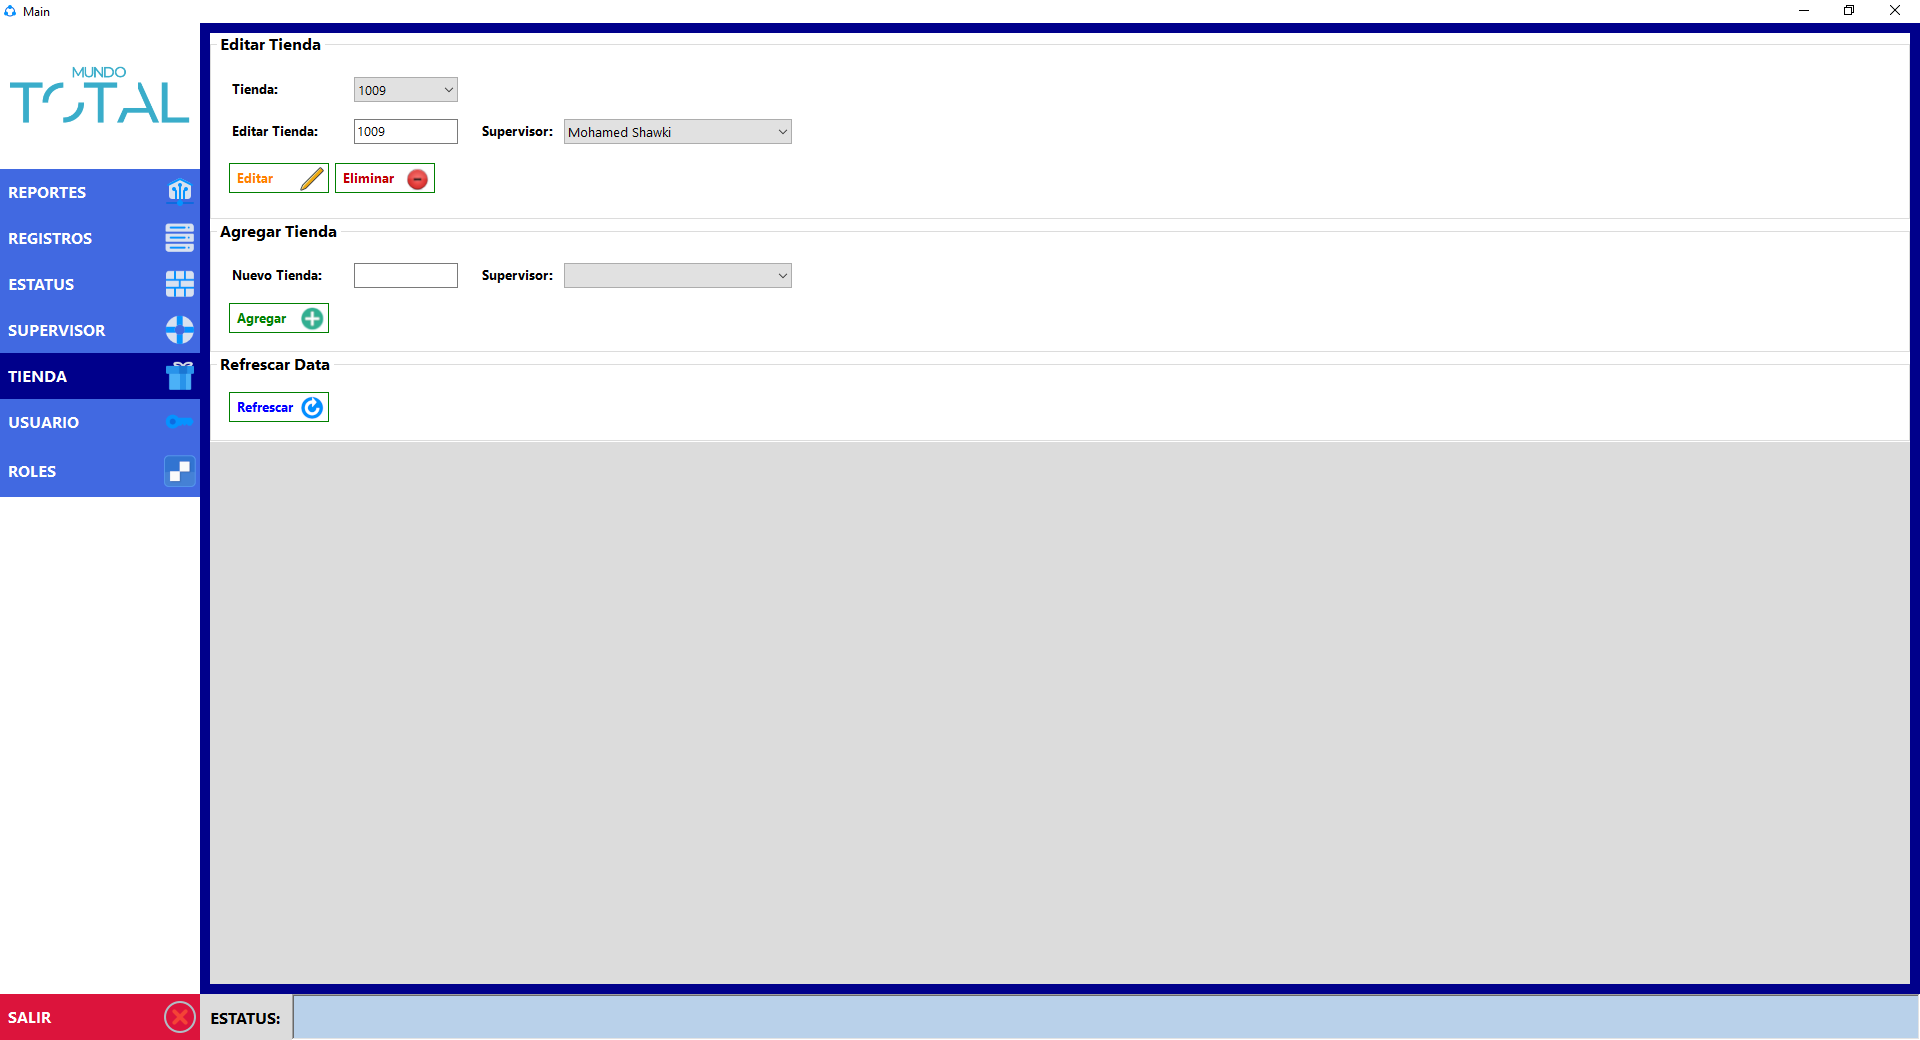 Main
MUNDO
TOTAL
REPORTES
REGISTROS
ESTATUS
SUPERVISOR
TIENDA
USUARIO
ROLES
SALIR
Editar Tienda
Tienda: 1009
Editar Tienda: 1009 Supervisor: Mohamed Shawki
Editar Eliminar
Agregar Tienda
Nuevo Tienda: Supervisor:
Agregar
Refrescar Data
Refrescar
ESTATUS: